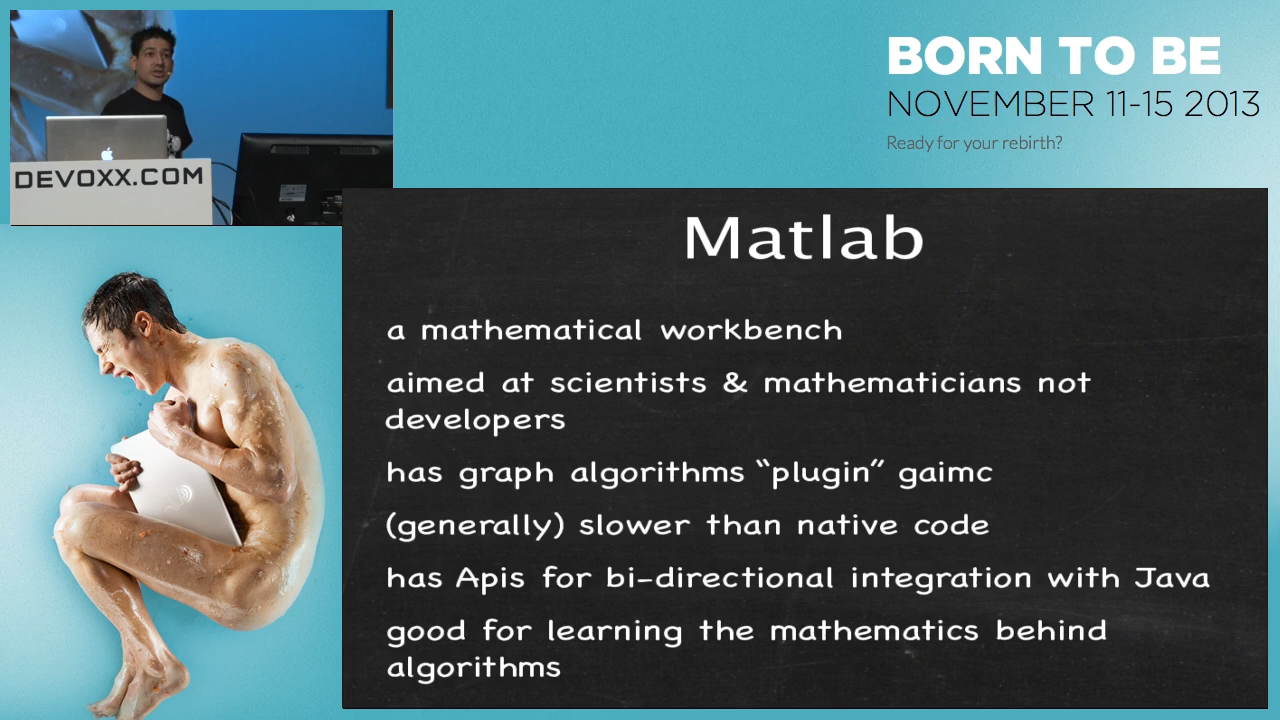 BORN TO BE
NOVEMBER 11-15 2013
Ready for your rebirth?
DEVOXX.COM
Matlab
a mathematical workbench
aimed at scientists & mathematicians not
developers
has graph algorithms “plugin” gaimc
(generally) slower than native code
has Apis for bi-directional integration with Java
good for learning the mathematics behind
algorithms